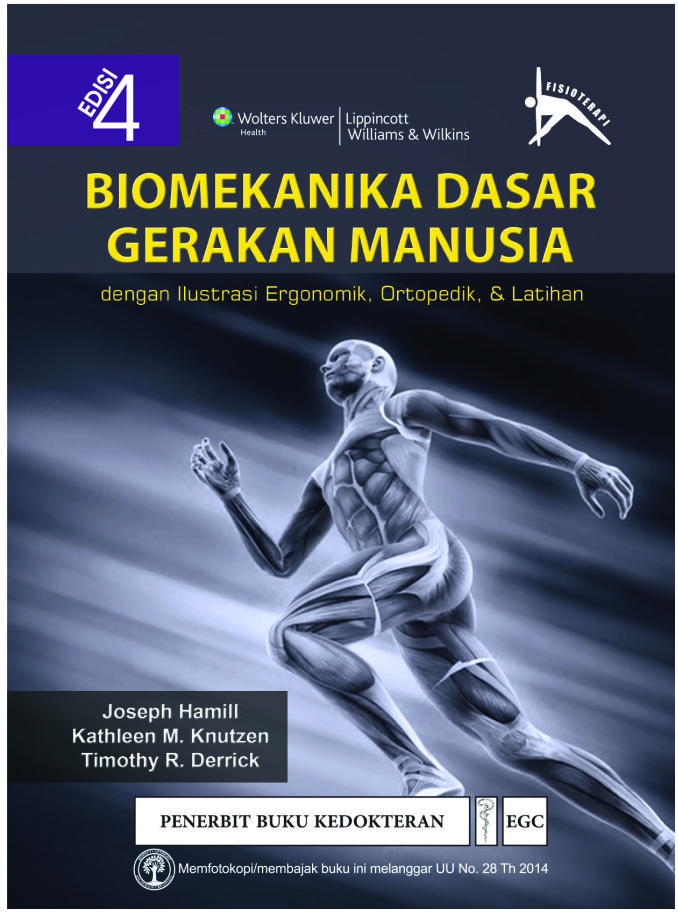 EDISI
4
Wolters Kluwer
Health
Lippincott
Williams & Wilkins
FISIOTERAPI
BIOMEKANIKA DASAR
GERAKAN MANUSIA
dengan Ilustrasi Ergonomik, Ortopedik, & Latihan
Joseph Hamill
Kathleen M. Knutzen
Timothy R. Derrick
PENERBIT BUKU KEDOKTERAN
EGC
Memfotokopi/membajak buku ini melanggar UU No. 28 Th 2014